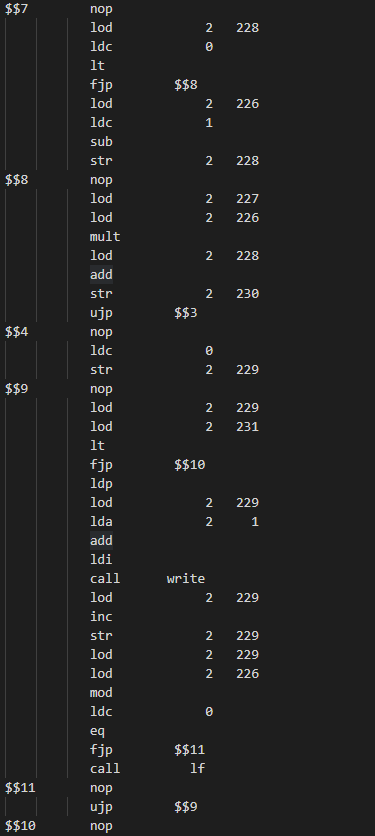 $$7 nop
lod 2 228
ldc 0
lt
fjp $$8
lod 2 226
ldc 1
sub
str 2 228
$$8 nop
lod 2 227
lod 2 226
mult
lod 2 228
add
str 2 230
ujp $$3
$$4 nop
ldc 0
str 2 229
$$9 nop
lod 2 229
lod 2 231
lt
fjp $$10
ldp
lod 2 229
lda 2 1
add
ldi
call write
lod 2 229
inc
str 2 229
lod 2 229
lod 2 226
mod
ldc 0
eq
fjp $$11
call lf
$$11 nop
ujp $$9
$$10 nop